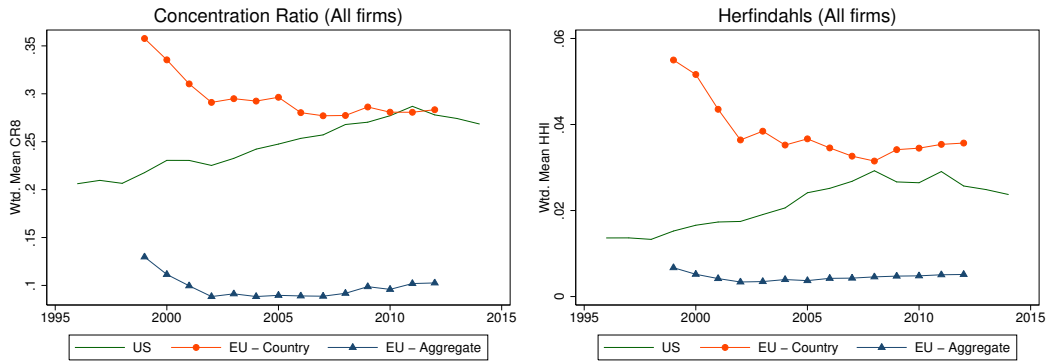 Concentration Ratio (All firms)
Wtd. Mean CR8
.35
.3
.25
.2
.15
.1
1995 2000 2005 2010 2015
US EU − Country EU − Aggregate
Herfindahls (All firms)
Wtd. Mean HHI
.06
.04
.02
0
1995 2000 2005 2010 2015
US EU − Country EU − Aggregate